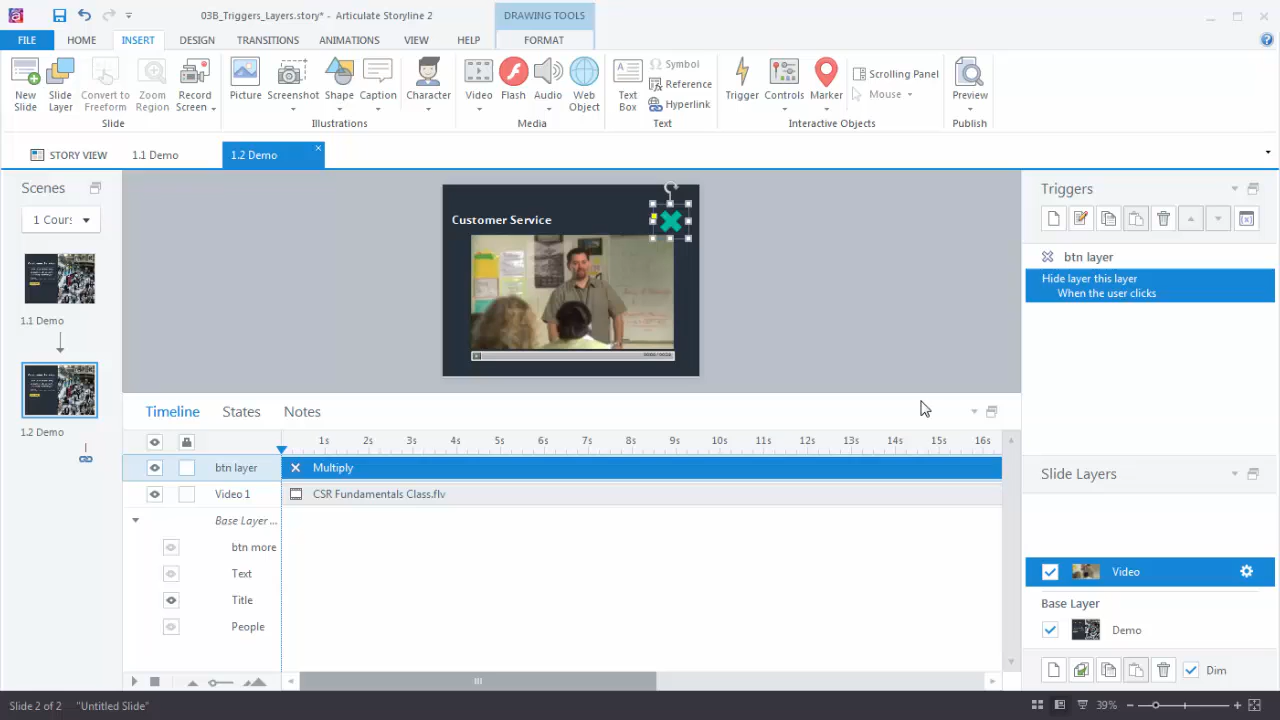 03B_Triggers_Layers.story* - Articulate Storyline 2
DRAWING TOOLS
FILE HOME INSERT DESIGN TRANSITIONS ANIMATIONS VIEW HELP FORMAT
New Slide
Slide Layer
Convert to Freeform
Zoom Region
Record Screen
Slide
Picture
Screenshot
Shape
Caption
Character
Illustrations
Video
Flash
Audio
Web Object
Media
Text Box
Symbol
Reference
Hyperlink
Text
Trigger
Controls
Marker
Scrolling Panel
Mouse
Interactive Objects
Preview
Publish
STORY VIEW
1.1 Demo
1.2 Demo
Scenes
1 Cours
1.1 Demo
1.2 Demo
Customer Service
Timeline States Notes
1s 2s 3s 4s 5s 6s 7s 8s 9s 10s 11s 12s 13s 14s 15s 16s
btn layer
Multiply
Video 1
CSR Fundamentals Class.flv
Base Layer ...
btn more
Text
Title
People
Triggers
btn layer
Hide layer this layer
When the user clicks
Slide Layers
Video
Base Layer
Demo
Dim
Slide 2 of 2
"Untitled Slide"
39%